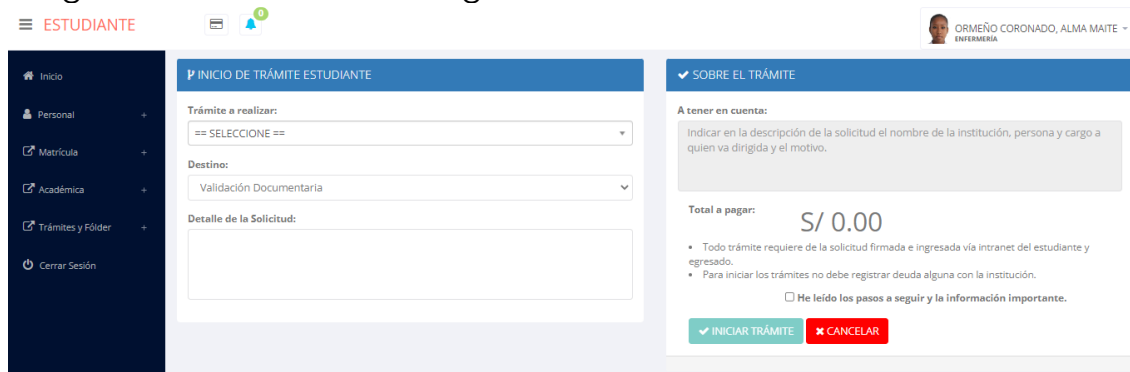 ESTUDIANTE
0
ORMEÑO CORONADO, ALMA MAITE
ENFERMERÍA
Inicio
Personal +
Matrícula +
Académica +
Trámites y Fólder +
Cerrar Sesión
INICIO DE TRÁMITE ESTUDIANTE
Trámite a realizar:
== SELECCIONE ==
Destino:
Validación Documentaria
Detalle de la Solicitud:
SOBRE EL TRÁMITE
A tener en cuenta:
Indicar en la descripción de la solicitud el nombre de la institución, persona y cargo a
quien va dirigida y el motivo.
Total a pagar:
S/ 0.00
Todo trámite requiere de la solicitud firmada e ingresada vía intranet del estudiante y
egresado.
Para iniciar los trámites no debe registrar deuda alguna con la institución.
He leído los pasos a seguir y la información importante.
INICIAR TRÁMITE
CANCELAR